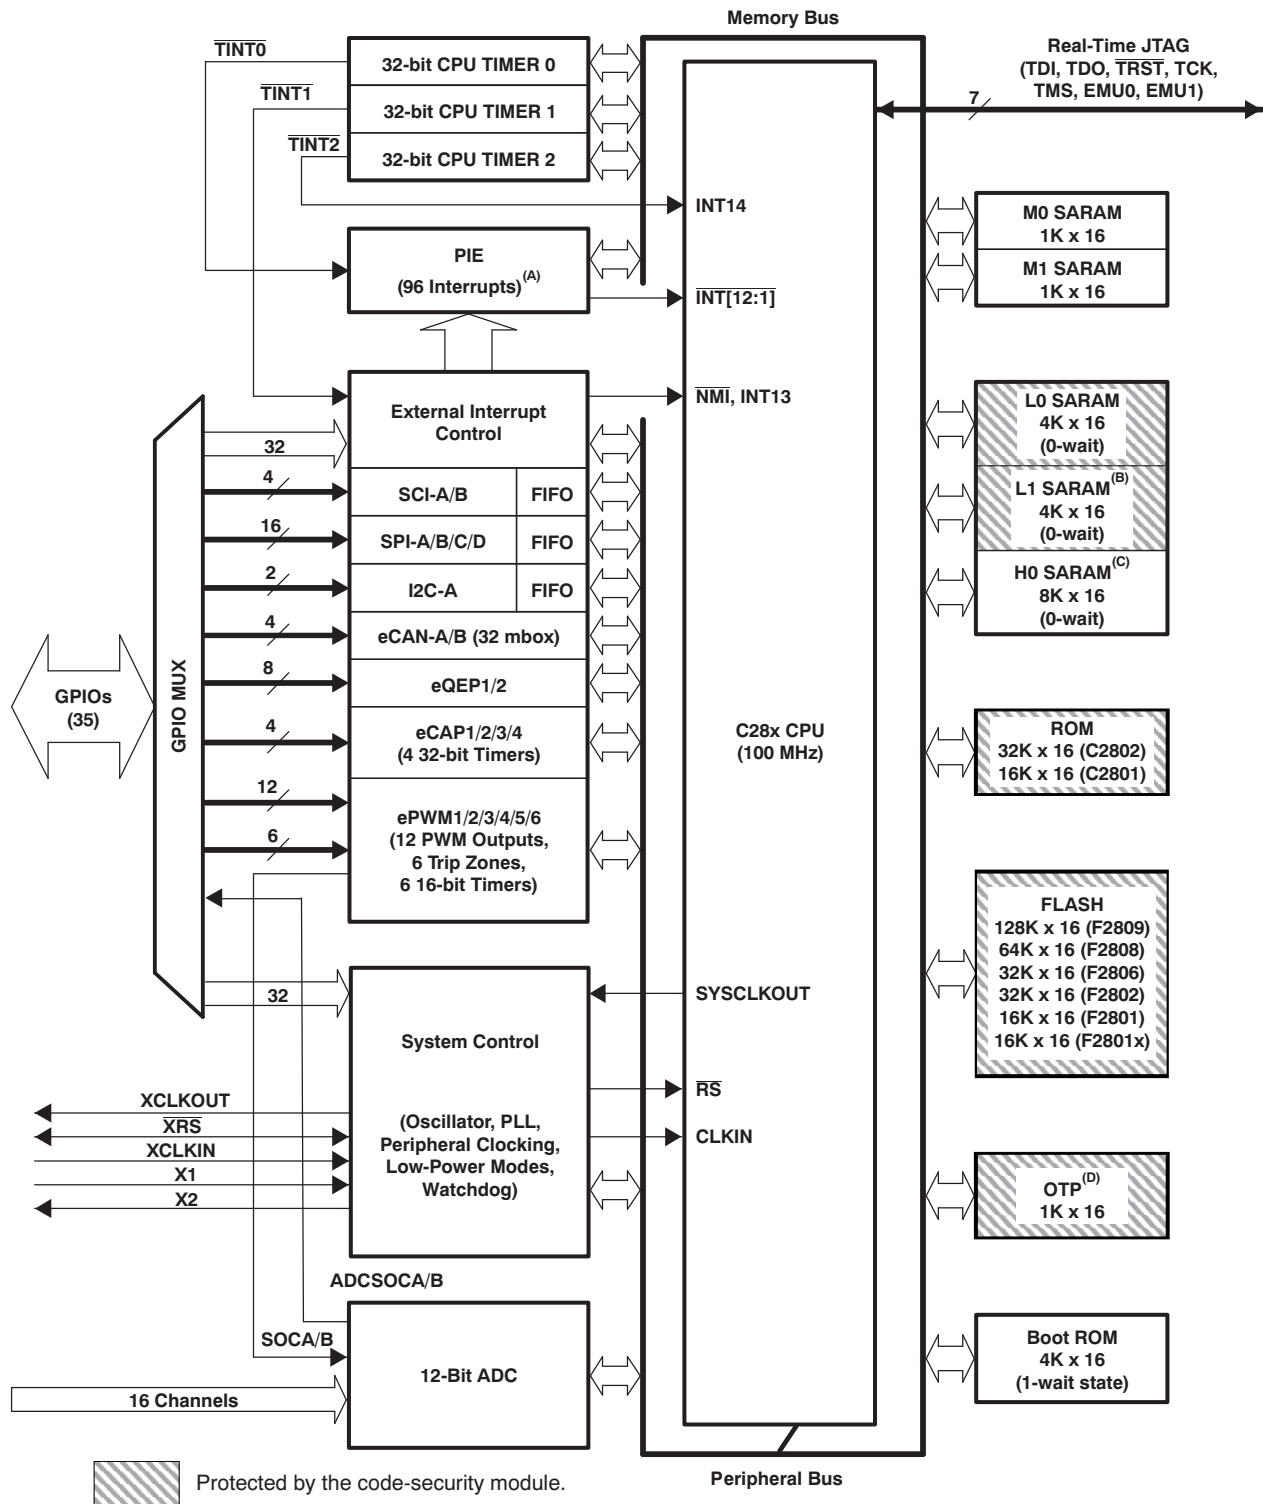 Memory Bus
TINT0
TINT1
TINT2
32-bit CPU TIMER 0
32-bit CPU TIMER 1
32-bit CPU TIMER 2
Real-Time JTAG
(TDI, TDO, TRST, TCK,
TMS, EMU0, EMU1)
7
INT14
PIE
(96 Interrupts)(A)
INT[12:1]
M0 SARAM
1K x 16
M1 SARAM
1K x 16
External Interrupt
Control
NMI, INT13
32
4
SCI-A/B
FIFO
16
SPI-A/B/C/D
FIFO
2
I2C-A
FIFO
4
eCAN-A/B (32 mbox)
8
eQEP1/2
4
eCAP1/2/3/4
(4 32-bit Timers)
12
6
ePWM1/2/3/4/5/6
(12 PWM Outputs,
6 Trip Zones,
6 16-bit Timers)
GPIOs
(35)
GPIO MUX
C28x CPU
(100 MHz)
L0 SARAM
4K x 16
(0-wait)
L1 SARAM(B)
4K x 16
(0-wait)
H0 SARAM(C)
8K x 16
(0-wait)
ROM
32K x 16 (C2802)
16K x 16 (C2801)
FLASH
128K x 16 (F2809)
64K x 16 (F2808)
32K x 16 (F2806)
32K x 16 (F2802)
16K x 16 (F2801)
16K x 16 (F2801x)
32
SYSCLKOUT
System Control
(Oscillator, PLL,
Peripheral Clocking,
Low-Power Modes,
Watchdog)
RS
CLKIN
XCLKOUT
XRS
XCLKIN
X1
X2
OTP(D)
1K x 16
ADCSOCA/B
SOCA/B
12-Bit ADC
16 Channels
Boot ROM
4K x 16
(1-wait state)
Peripheral Bus
Protected by the code-security module.